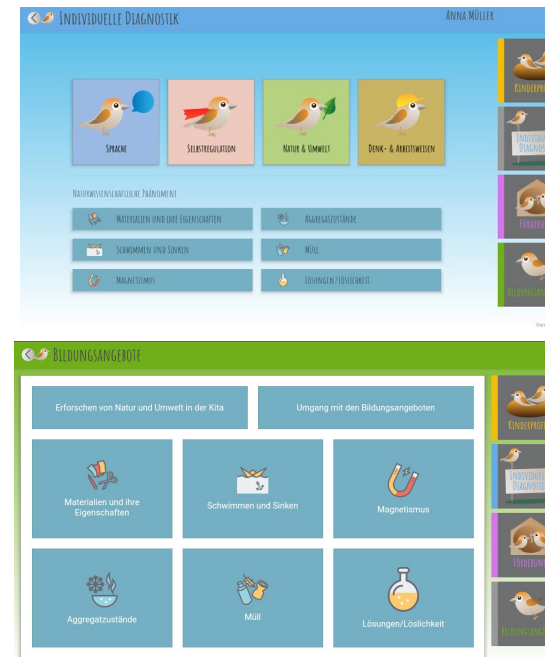 INDIVIDUELLE DIAGNOSTIK
ANNA MÜLLER
SPRACHE
SELBSTREGULATION
NATUR & UMWELT
DENK- & ARBEITSWEISEN
NATURWISSENSCHAFTLICHE PHÄNOMENE
MATERIALIEN UND IHRE EIGENSCHAFTEN
AGGREGATZUSTÄNDE
SCHWIMMEN UND SINKEN
MÜLL
MAGNETISMUS
LÖSUNGEN/LÖSLICHKEIT
BILDUNGSANGEBOTE
Erforschen von Natur und Umwelt in der Kita
Umgang mit den Bildungsangeboten
Materialien und ihre
Eigenschaften
Schwimmen und Sinken
Magnetismus
Aggregatzustände
Müll
Lösungen/Löslichkeit
FÖRDERUNG